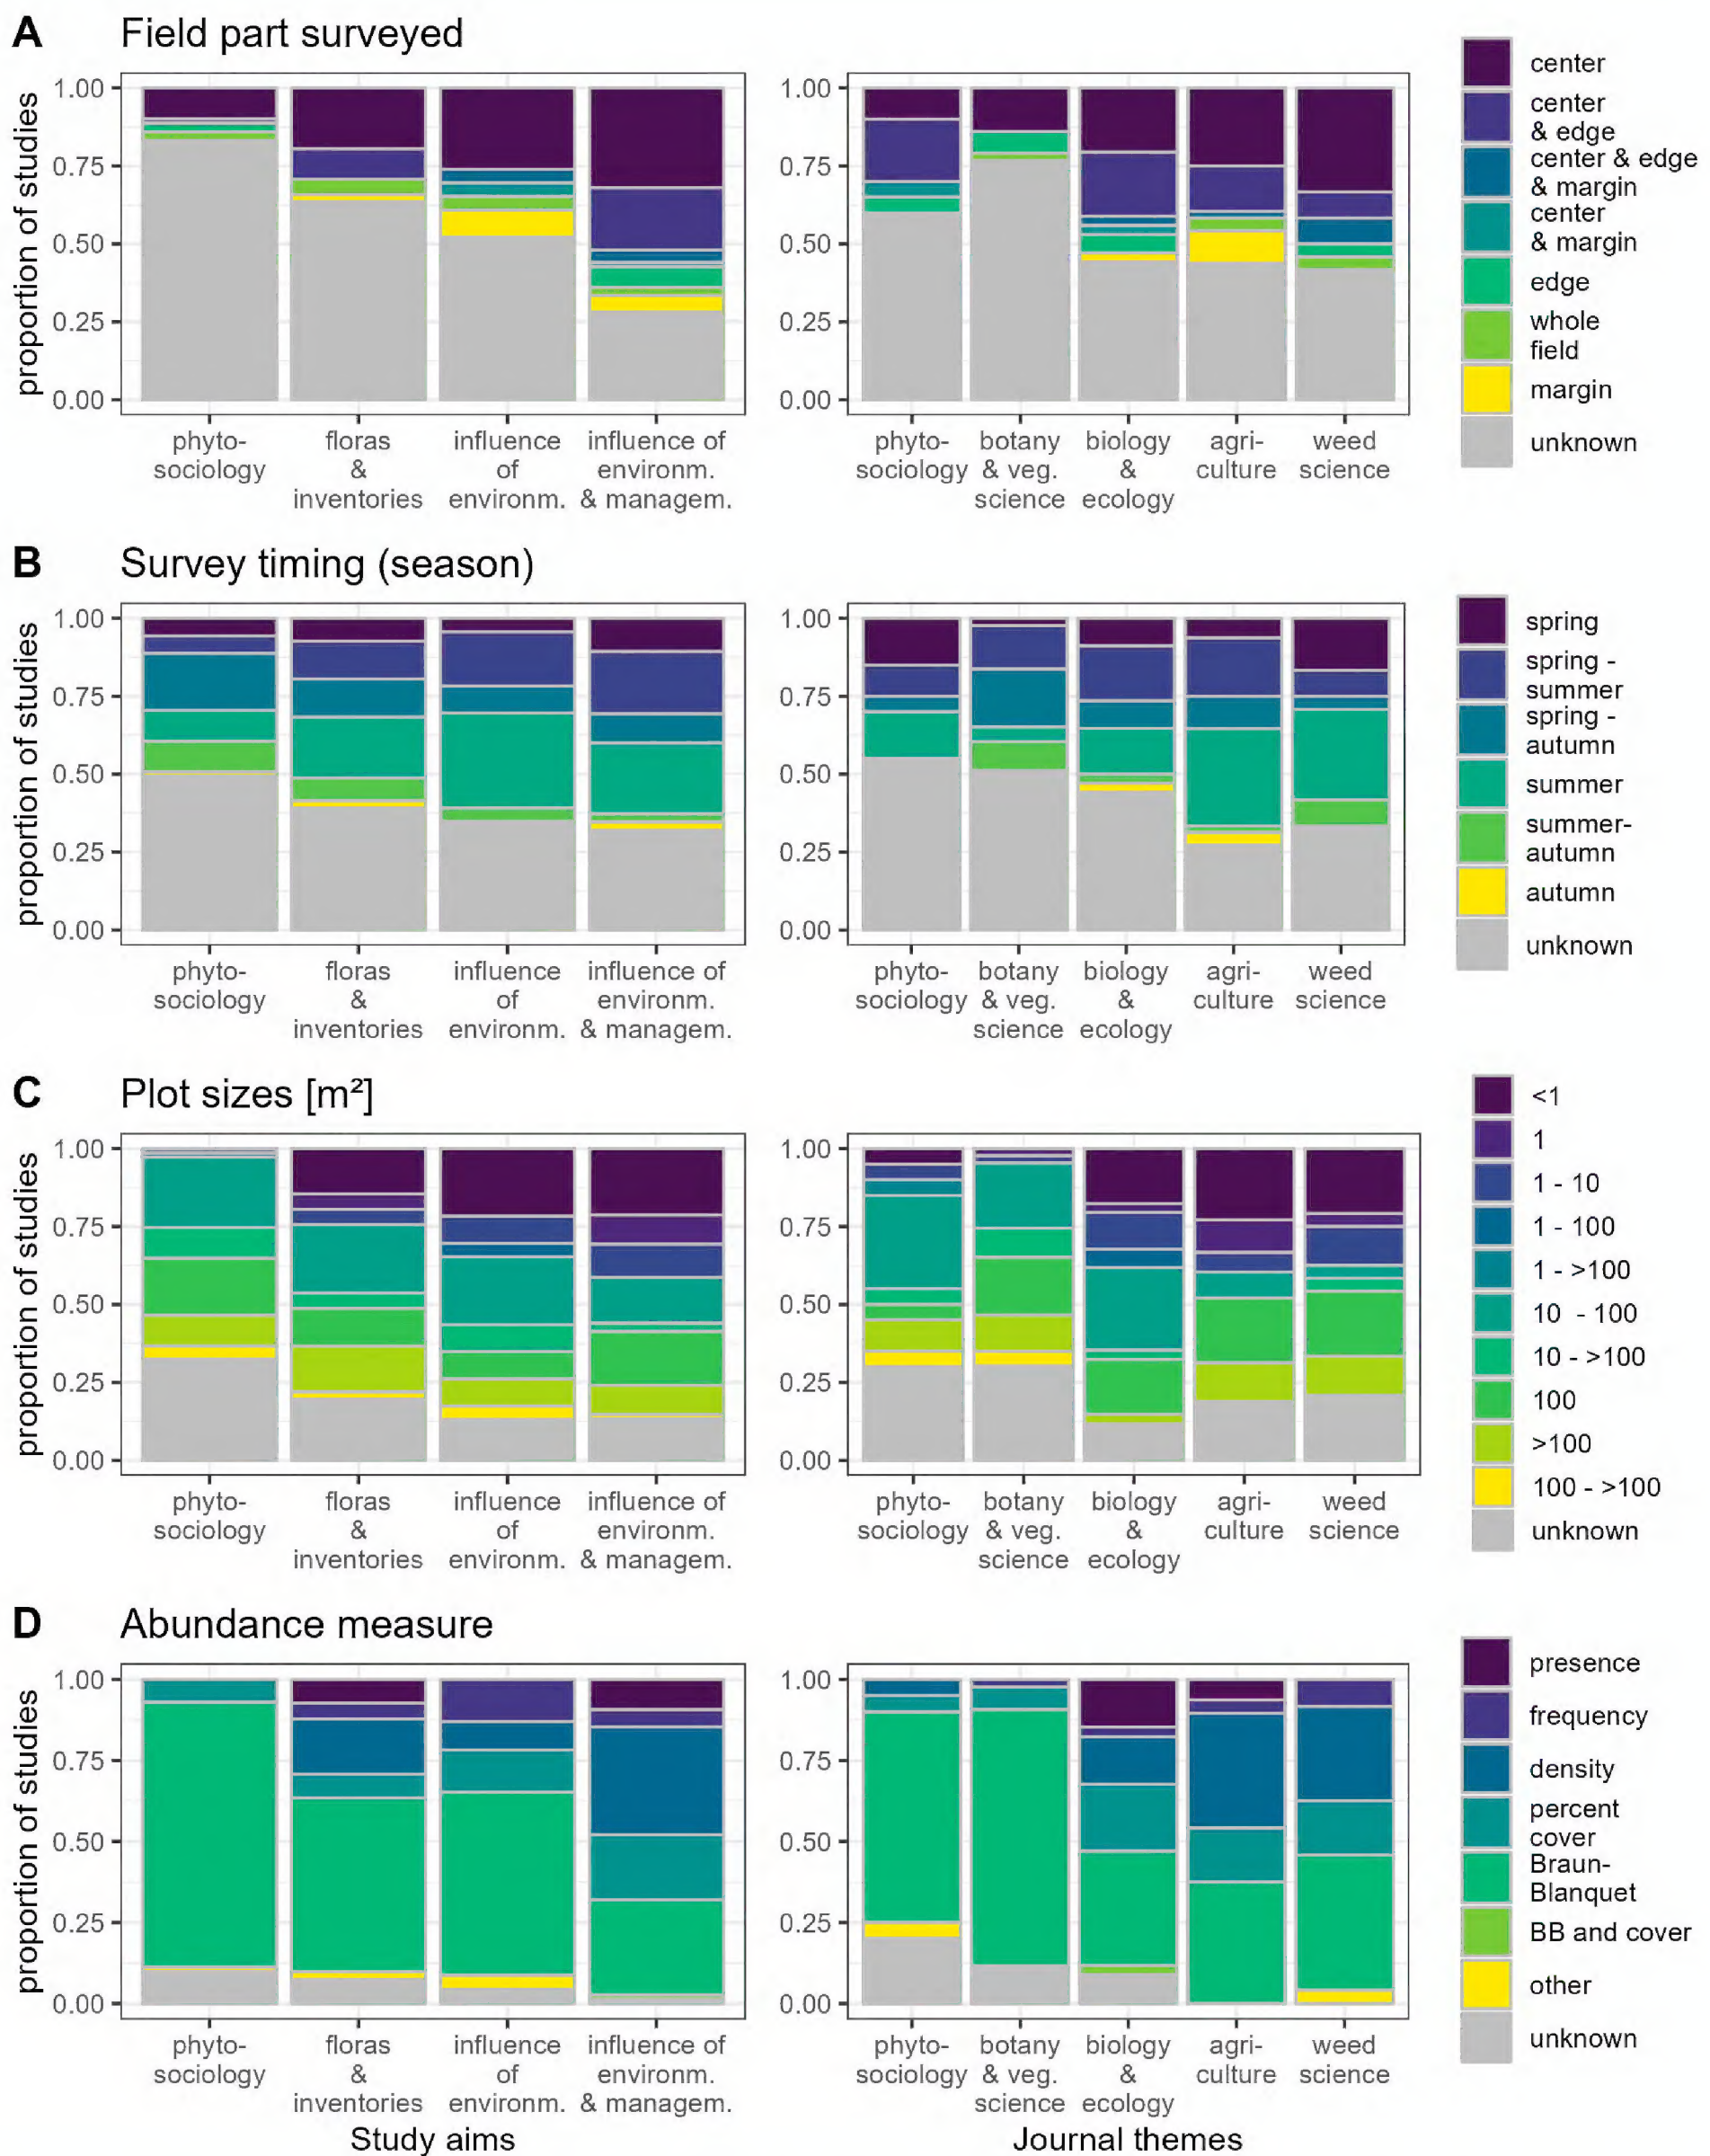 A Field part surveyed
proportion of studies
1.00
0.75
0.50
0.25
0.00
phyto-
sociology
floras
&
inventories
influence
of
environm.
influence of
environm.
& managem.
1.00
0.75
0.50
0.25
0.00
phyto-
sociology
botany
& veg.
science
biology
&
ecology
agri-
culture
weed
science
center
center
& edge
center & edge
& margin
center
& margin
edge
whole
field
margin
unknown
B Survey timing (season)
proportion of studies
1.00
0.75
0.50
0.25
0.00
phyto-
sociology
floras
&
inventories
influence
of
environm.
influence of
environm.
& managem.
1.00
0.75
0.50
0.25
0.00
phyto-
sociology
botany
& veg.
science
biology
&
ecology
agri-
culture
weed
science
spring
spring -
summer
spring -
autumn
summer
summer-
autumn
autumn
unknown
C Plot sizes [m²]
proportion of studies
1.00
0.75
0.50
0.25
0.00
phyto-
sociology
floras
&
inventories
influence
of
environm.
influence of
environm.
& managem.
1.00
0.75
0.50
0.25
0.00
phyto-
sociology
botany
& veg.
science
biology
&
ecology
agri-
culture
weed
science
<1
1
1 - 10
1 - 100
1 - >100
10 - 100
10 - >100
100
>100
100 - >100
unknown
D Abundance measure
proportion of studies
1.00
0.75
0.50
0.25
0.00
phyto-
sociology
floras
&
inventories
influence
of
environm.
influence of
environm.
& managem.
Study aims
1.00
0.75
0.50
0.25
0.00
phyto-
sociology
botany
& veg.
science
biology
&
ecology
agri-
culture
weed
science
Journal themes
presence
frequency
density
percent
cover
Braun-
Blanquet
BB and cover
other
unknown